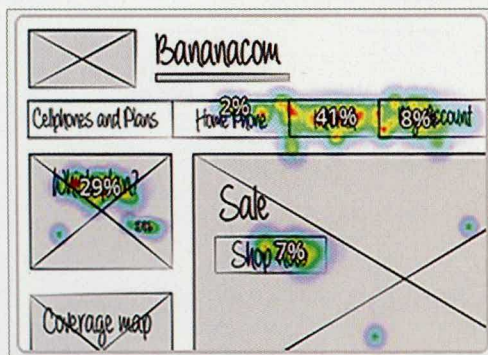 Bananacom
Cellphones and Plans
Home Phone
2%
41%
8%
29%
Sale
Shop
7%
Coverage map